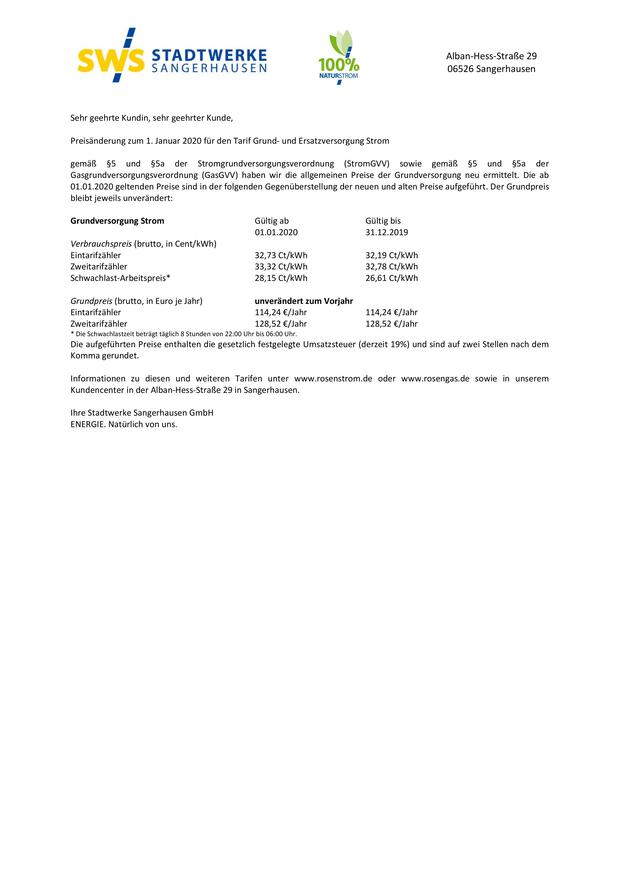 SWS STADTWERKE
SANGERHAUSEN
100%
NATURSTROM
Alban-Hess-Straße 29
06526 Sangerhausen
Sehr geehrte Kundin, sehr geehrter Kunde,
Preisänderung zum 1. Januar 2020 für den Tarif Grund- und Ersatzversorgung Strom
gemäß §5 und §5a der Stromgrundversorgungsverordnung (StromGVV) sowie gemäß §5 und §5a der
Gasgrundversorgungsverordnung (GasGVV) haben wir die allgemeinen Preise der Grundversorgung neu ermittelt. Die ab
01.01.2020 geltenden Preise sind in der folgenden Gegenüberstellung der neuen und alten Preise aufgeführt. Der Grundpreis
bleibt jeweils unverändert:
Grundversorgung Strom Gültig ab Gültig bis
01.01.2020 31.12.2019
Verbrauchspreis (brutto, in Cent/kWh)
Eintarifzähler 32,73 Ct/kWh 32,19 Ct/kWh
Zweitarifzähler 33,32 Ct/kWh 32,78 Ct/kWh
Schwachlast-Arbeitspreis* 28,15 Ct/kWh 26,61 Ct/kWh
Grundpreis (brutto, in Euro je Jahr) unverändert zum Vorjahr
Eintarifzähler 114,24 €/Jahr 114,24 €/Jahr
Zweitarifzähler 128,52 €/Jahr 128,52 €/Jahr
* Die Schwachlastzeit beträgt täglich 8 Stunden von 22:00 Uhr bis 06:00 Uhr.
Die aufgeführten Preise enthalten die gesetzlich festgelegte Umsatzsteuer (derzeit 19%) und sind auf zwei Stellen nach dem
Komma gerundet.
Informationen zu diesen und weiteren Tarifen unter www.rosenstrom.de oder www.rosengas.de sowie in unserem
Kundencenter in der Alban-Hess-Straße 29 in Sangerhausen.
Ihre Stadtwerke Sangerhausen GmbH
ENERGIE. Natürlich von uns.